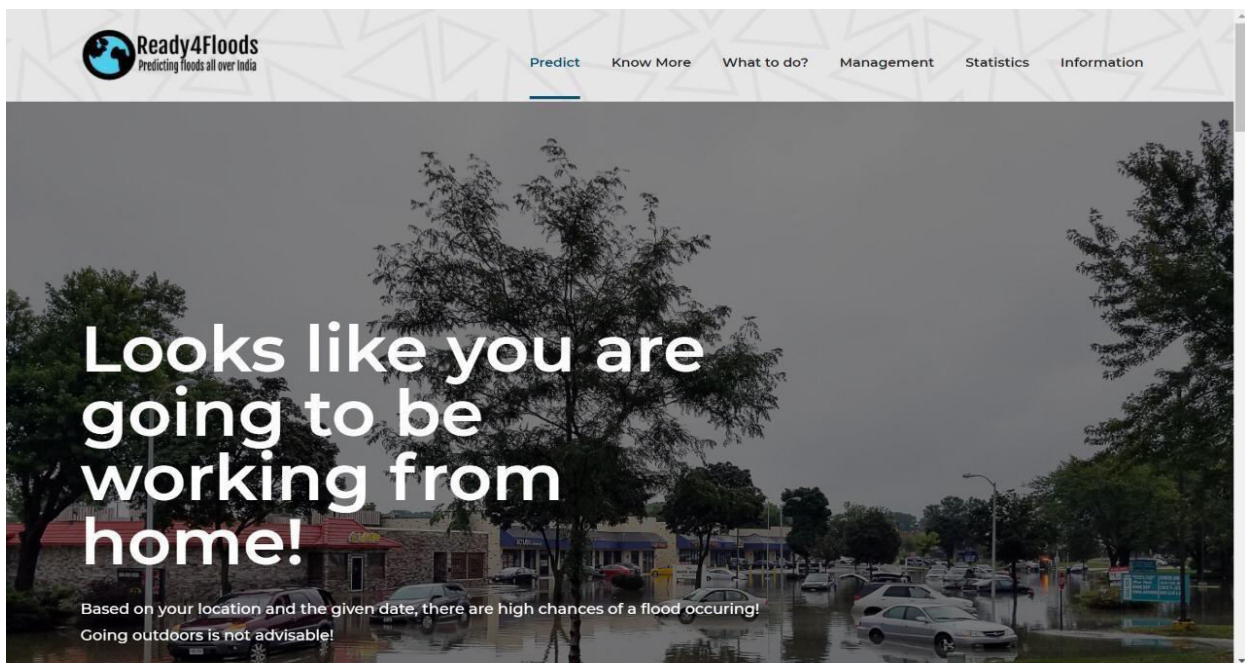 Ready4Floods
Predicting floods all over India
Predict Know More What to do? Management Statistics Information
Looks like you are
going to be
working from
home!
Based on your location and the given date, there are high chances of a flood occuring!
Going outdoors is not advisable!